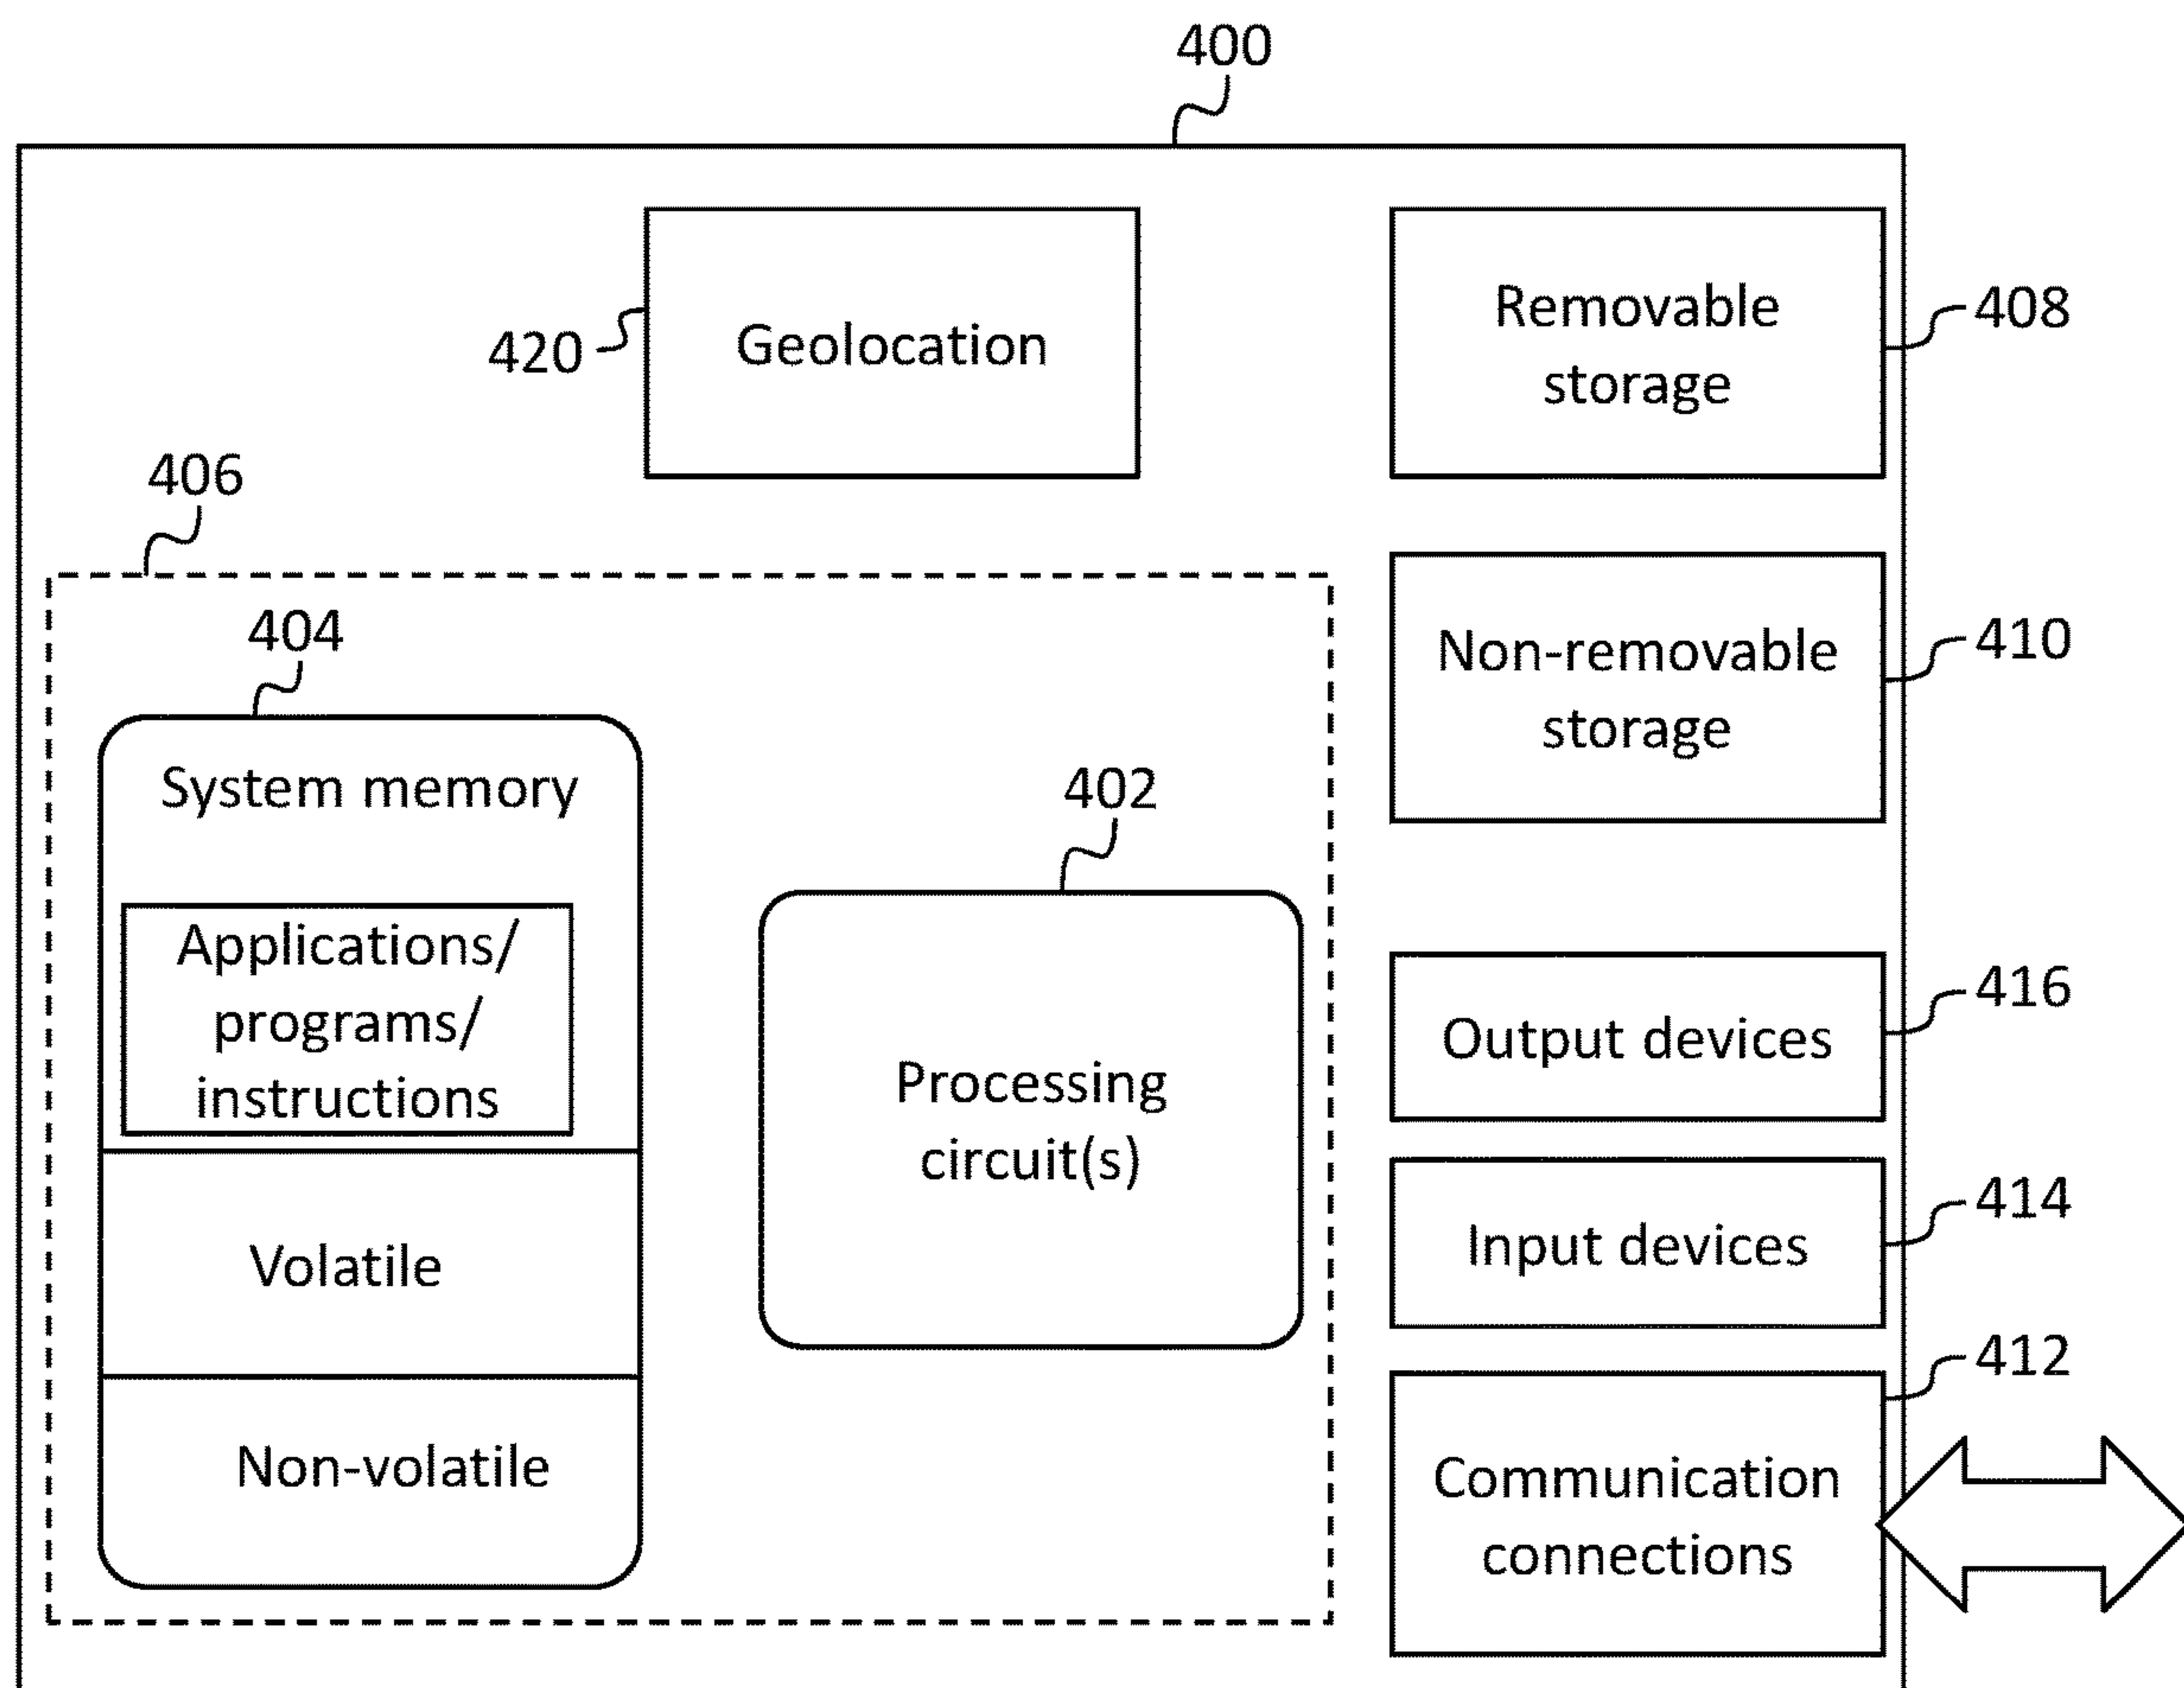 400
Geolocation
420
Removable
storage
408
406
Non-removable
storage
410
404
System memory
402
Applications/
programs/
instructions
Processing
circuit(s)
Output devices
416
Input devices
414
Volatile
412
Non-volatile
Communication
connections